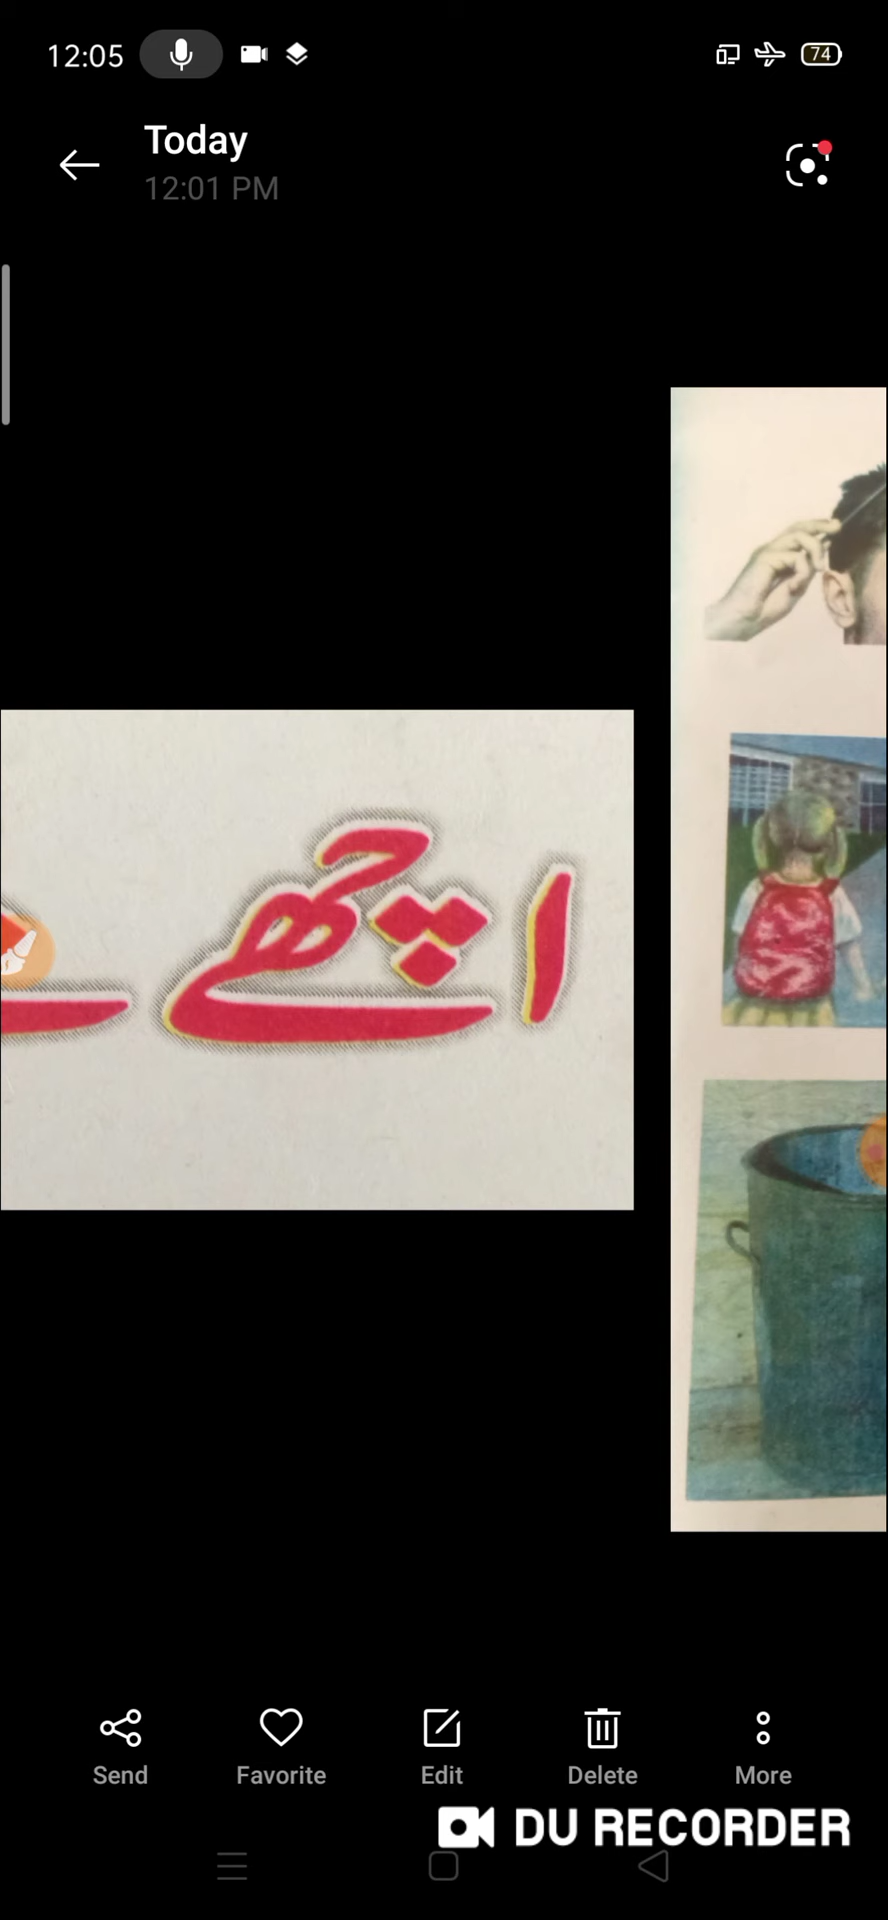 12:05
74
Today
12:01 PM
اچھے
Send
Favorite
Edit
Delete
More
DU RECORDER